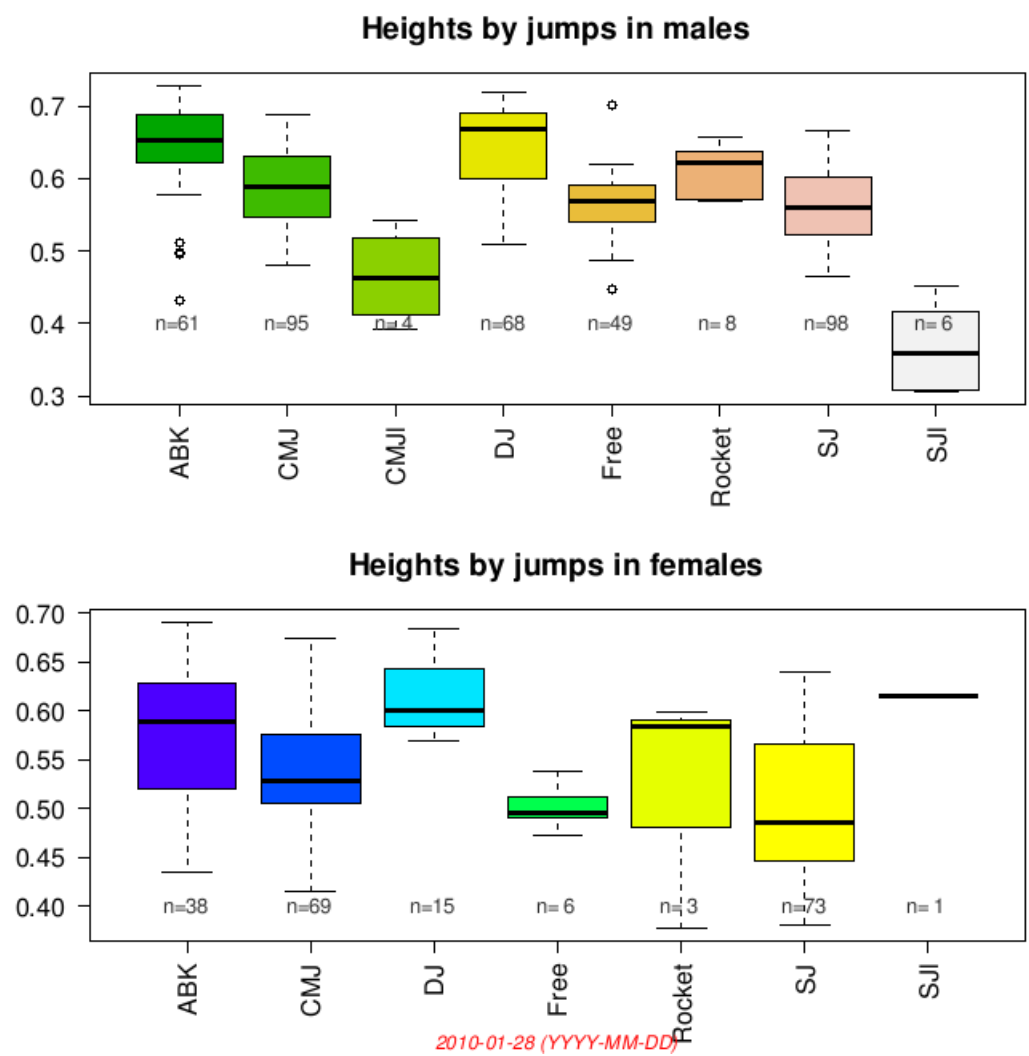 Heights by jumps in males
0.7
0.6
0.5
0.4
0.3
n=61 n=95 n= 4 n=68 n=49 n= 8 n=98 n= 6
ABK CMJ CMJl DJ Free Rocket SJ SJl
Heights by jumps in females
0.70
0.65
0.60
0.55
0.50
0.45
0.40
n=38 n=69 n=15 n= 6 n= 3 n=73 n= 1
ABK CMJ DJ Free Rocket SJ SJl
2010-01-28 (YYYY-MM-DD)